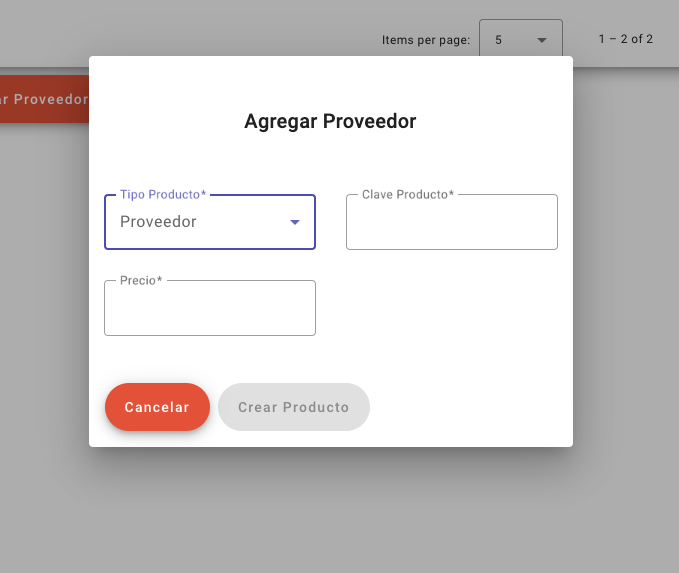 Items per page: 5 1 – 2 of 2
ar Proveedor
Agregar Proveedor
Tipo Producto* Clave Producto*
Proveedor
Precio*
Cancelar Crear Producto